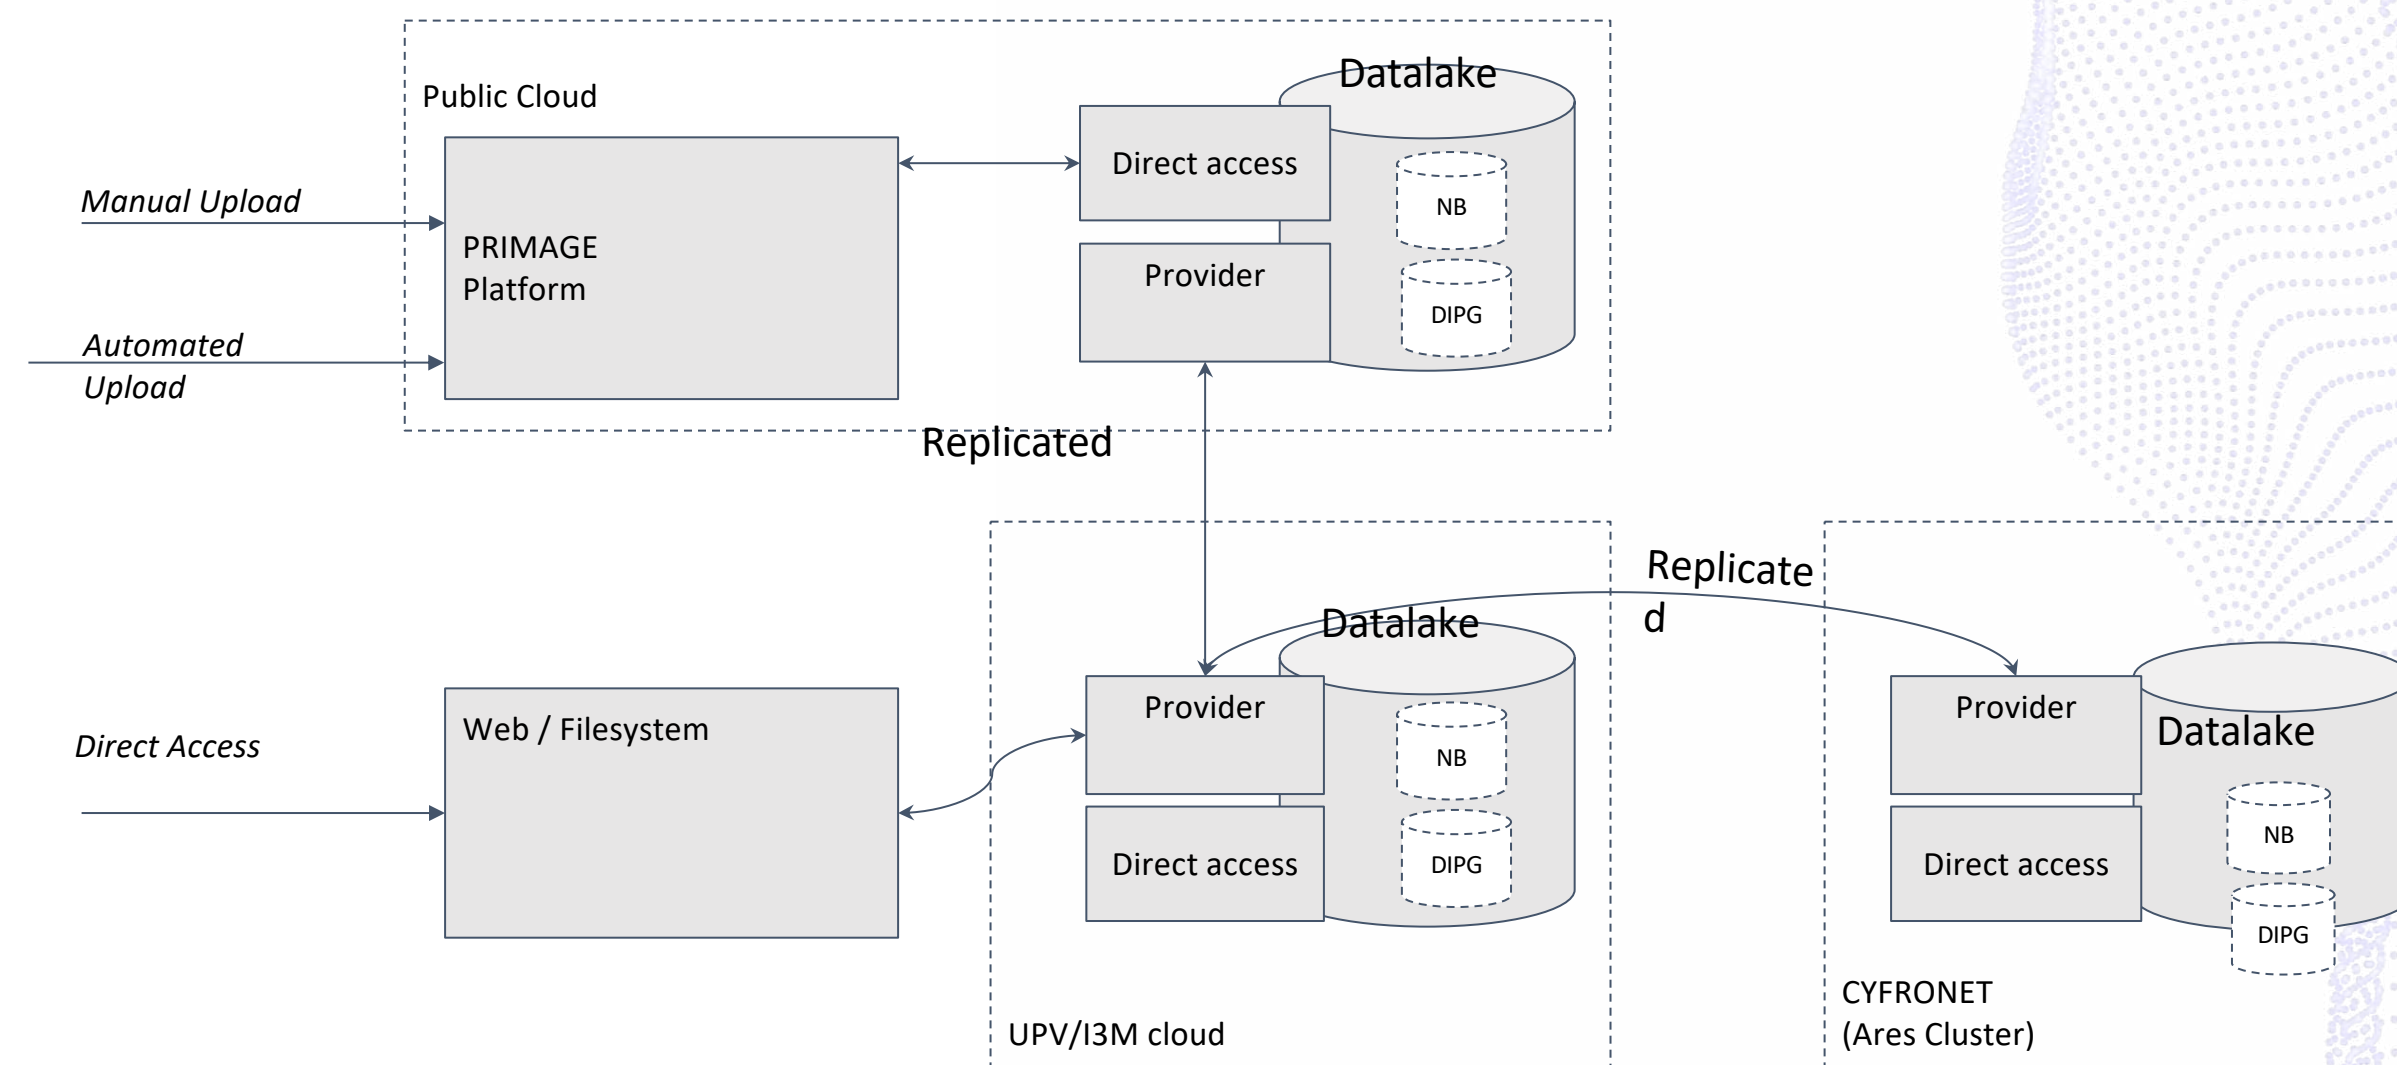 Datalake
Public Cloud
Direct access
Manual Upload
NB
PRIMAGE
Platform
Provider
DIPG
Automated
Upload
Replicated
Replicate
d
Datalake
Provider
Provider
Web / Filesystem
Datalake
Direct Access
NB
NB
Direct access
DIPG
Direct access
DIPG
CYFRONET
(Ares Cluster)
UPV/I3M cloud